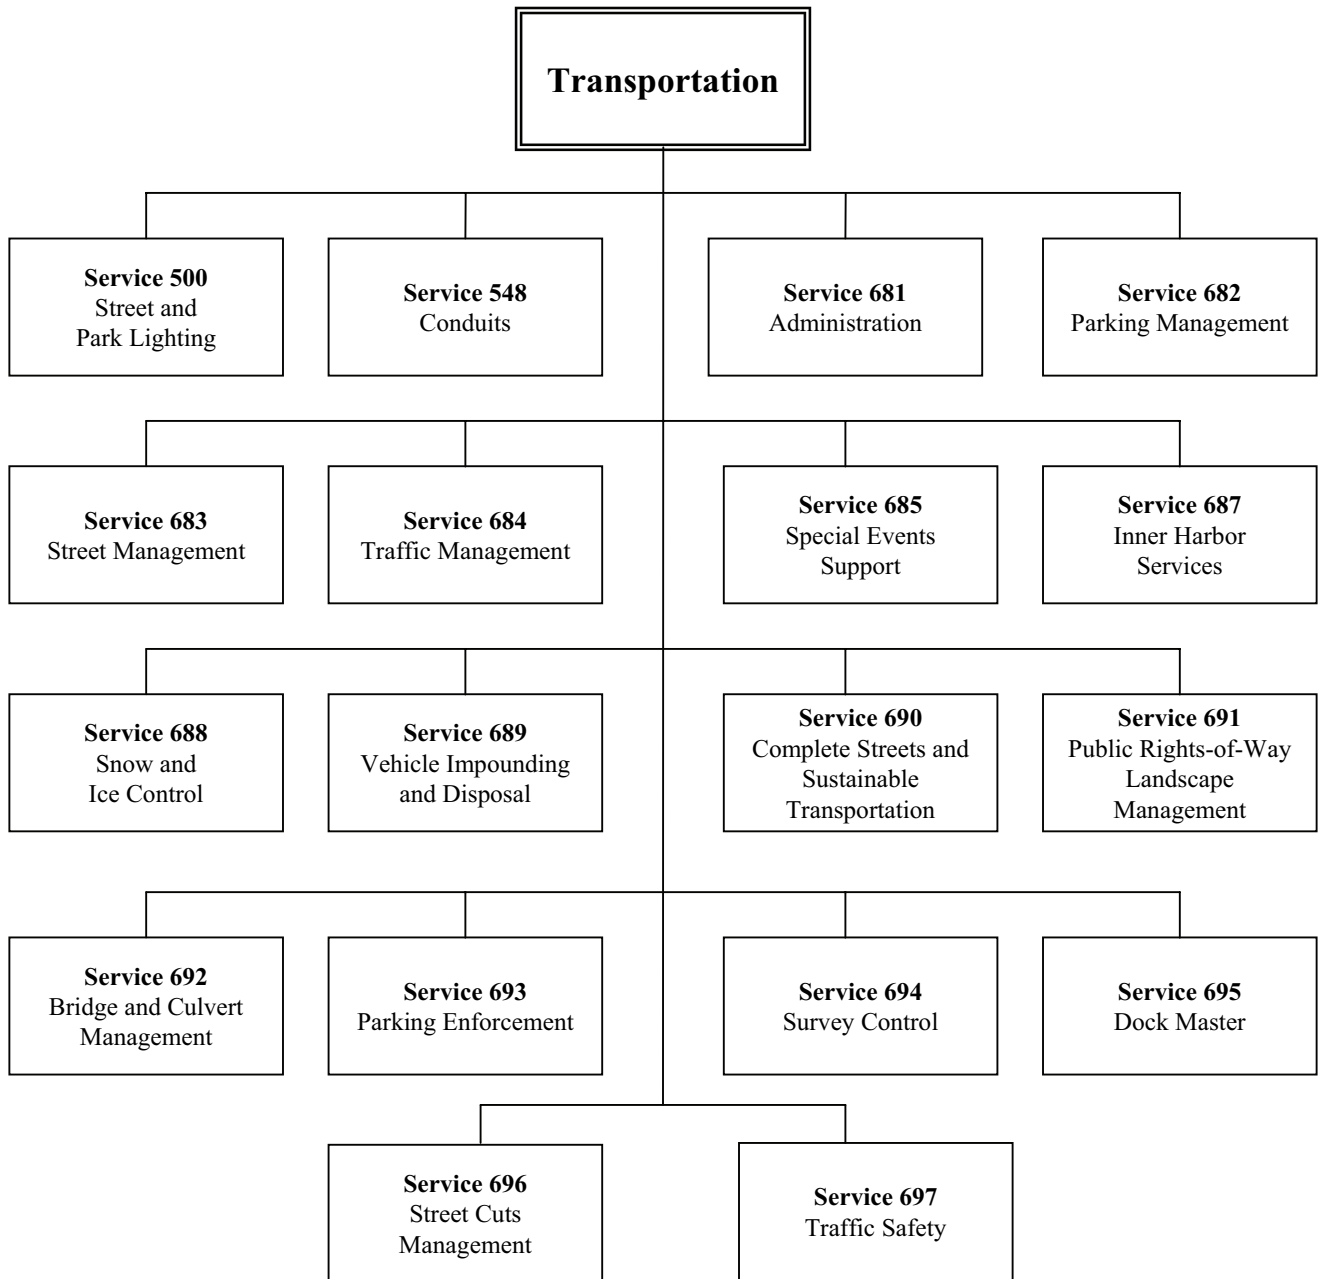 Transportation
Service 500
Street and
Park Lighting
Service 548
Conduits
Service 681
Administration
Service 682
Parking Management
Service 683
Street Management
Service 684
Traffic Management
Service 685
Special Events
Support
Service 687
Inner Harbor
Services
Service 688
Snow and
Ice Control
Service 689
Vehicle Impounding
and Disposal
Service 690
Complete Streets and
Sustainable
Transportation
Service 691
Public Rights-of-Way
Landscape
Management
Service 692
Bridge and Culvert
Management
Service 693
Parking Enforcement
Service 694
Survey Control
Service 695
Dock Master
Service 696
Street Cuts
Management
Service 697
Traffic Safety